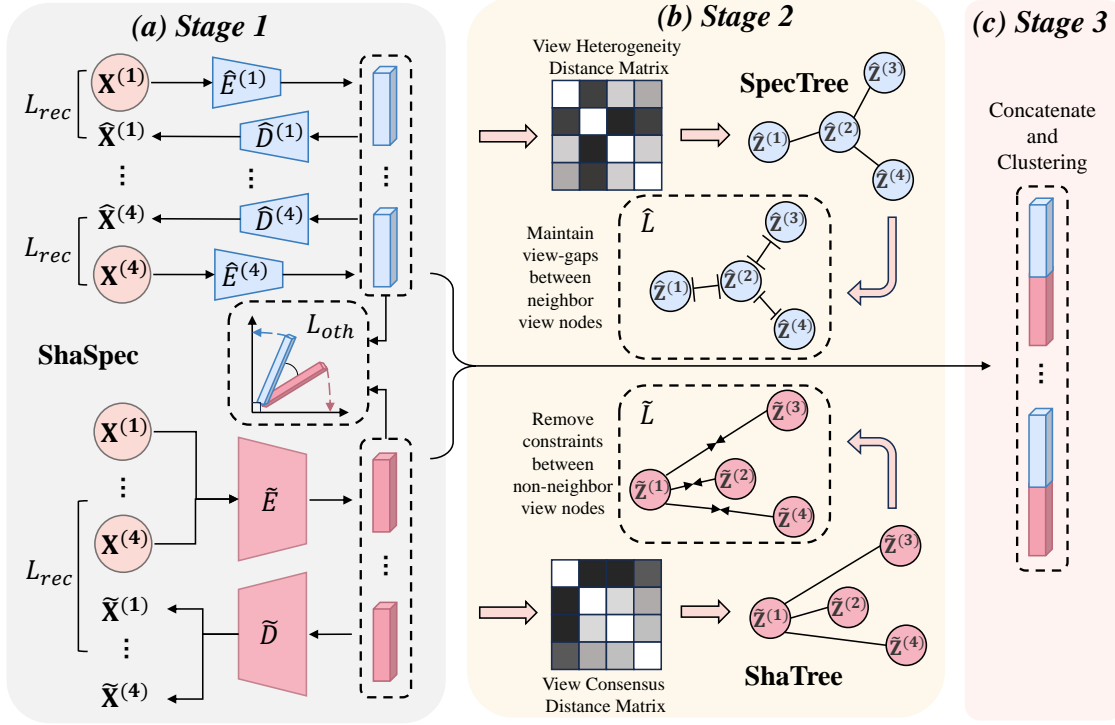 (a) Stage 1
X^(1)
Ê^(1)
L_rec
X̂^(1)
D̂^(1)
⋮
⋮
⋮
X̂^(4)
D̂^(4)
L_rec
X^(4)
Ê^(4)
L_oth
ShaSpec
X^(1)
⋮
X^(4)
Ẽ
L_rec
⋮
X̃^(1)
⋮
X̃^(4)
D̃
(b) Stage 2
View Heterogeneity
Distance Matrix
SpecTree
Ẑ^(3)
Ẑ^(1)
Ẑ^(2)
Ẑ^(4)
Maintain
view-gaps
between
neighbor
view nodes
L̂
Ẑ^(3)
Ẑ^(1)
Ẑ^(2)
Ẑ^(4)
Remove
constraints
between
non-neighbor
view nodes
L̃
Z̃^(3)
Z̃^(1)
Z̃^(2)
Z̃^(4)
Z̃^(3)
Z̃^(1)
Z̃^(2)
Z̃^(4)
ShaTree
View Consensus
Distance Matrix
(c) Stage 3
Concatenate
and
Clustering
⋮